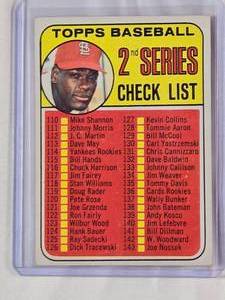 TOPPS BASEBALL
2nd SERIES
CHECK LIST
110 Mike Shannon
111 Johnny Morris
112 J. C. Martin
113 Dave May
114 Yankees Rookies
115 Bill Hands
116 Chuck Harrison
117 Jim Fairey
118 Stan Williams
119 Doug Rader
120 Pete Rose
121 Joe Grzenda
122 Ron Fairly
123 Wilbur Wood
124 Hank Bauer
125 Ray Sadecki
126 Dick Tracewski
127 Kevin Collins
128 Tommie Aaron
129 Bill McCool
130 Carl Yastrzemski
131 Chris Cannizzaro
132 Dave Baldwin
133 Johnny Callison
134 Jim Weaver
135 Tommy Davis
136 Cards Rookies
137 Wally Bunker
138 John Bateman
139 Andy Kosco
140 Jim Lefebvre
141 Bill Dillman
142 W. Woodward
143 Joe Nossek